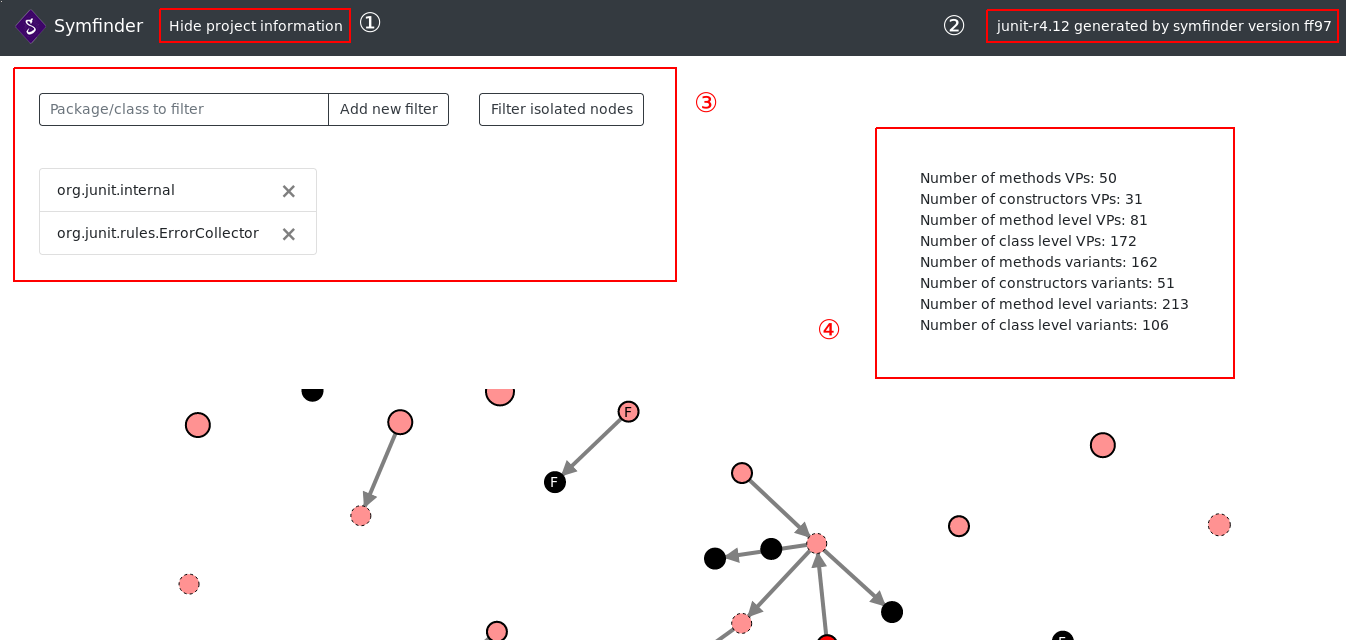 Symfinder Hide project information ① ② junit-r4.12 generated by symfinder version ff97
Package/class to filter Add new filter Filter isolated nodes ③
org.junit.internal ×
org.junit.rules.ErrorCollector ×
Number of methods VPs: 50
Number of constructors VPs: 31
Number of method level VPs: 81
Number of class level VPs: 172
Number of methods variants: 162
Number of constructors variants: 51
Number of method level variants: 213
Number of class level variants: 106
④
F
F